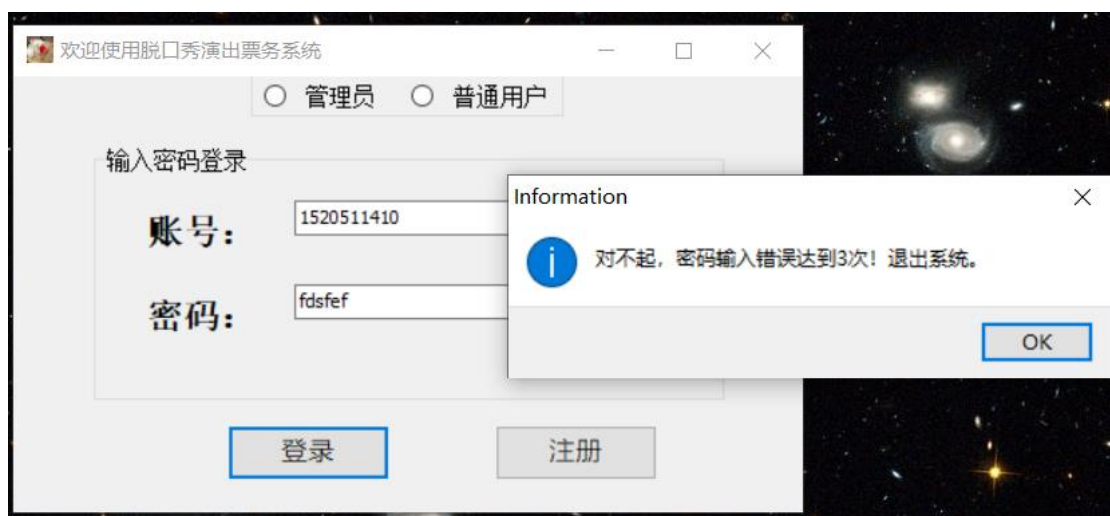 欢迎使用脱口秀演出票务系统
管理员 普通用户
输入密码登录
账号：
1520511410
密码：
fdsfef
登录
注册
Information
对不起，密码输入错误达到3次！退出系统。
OK